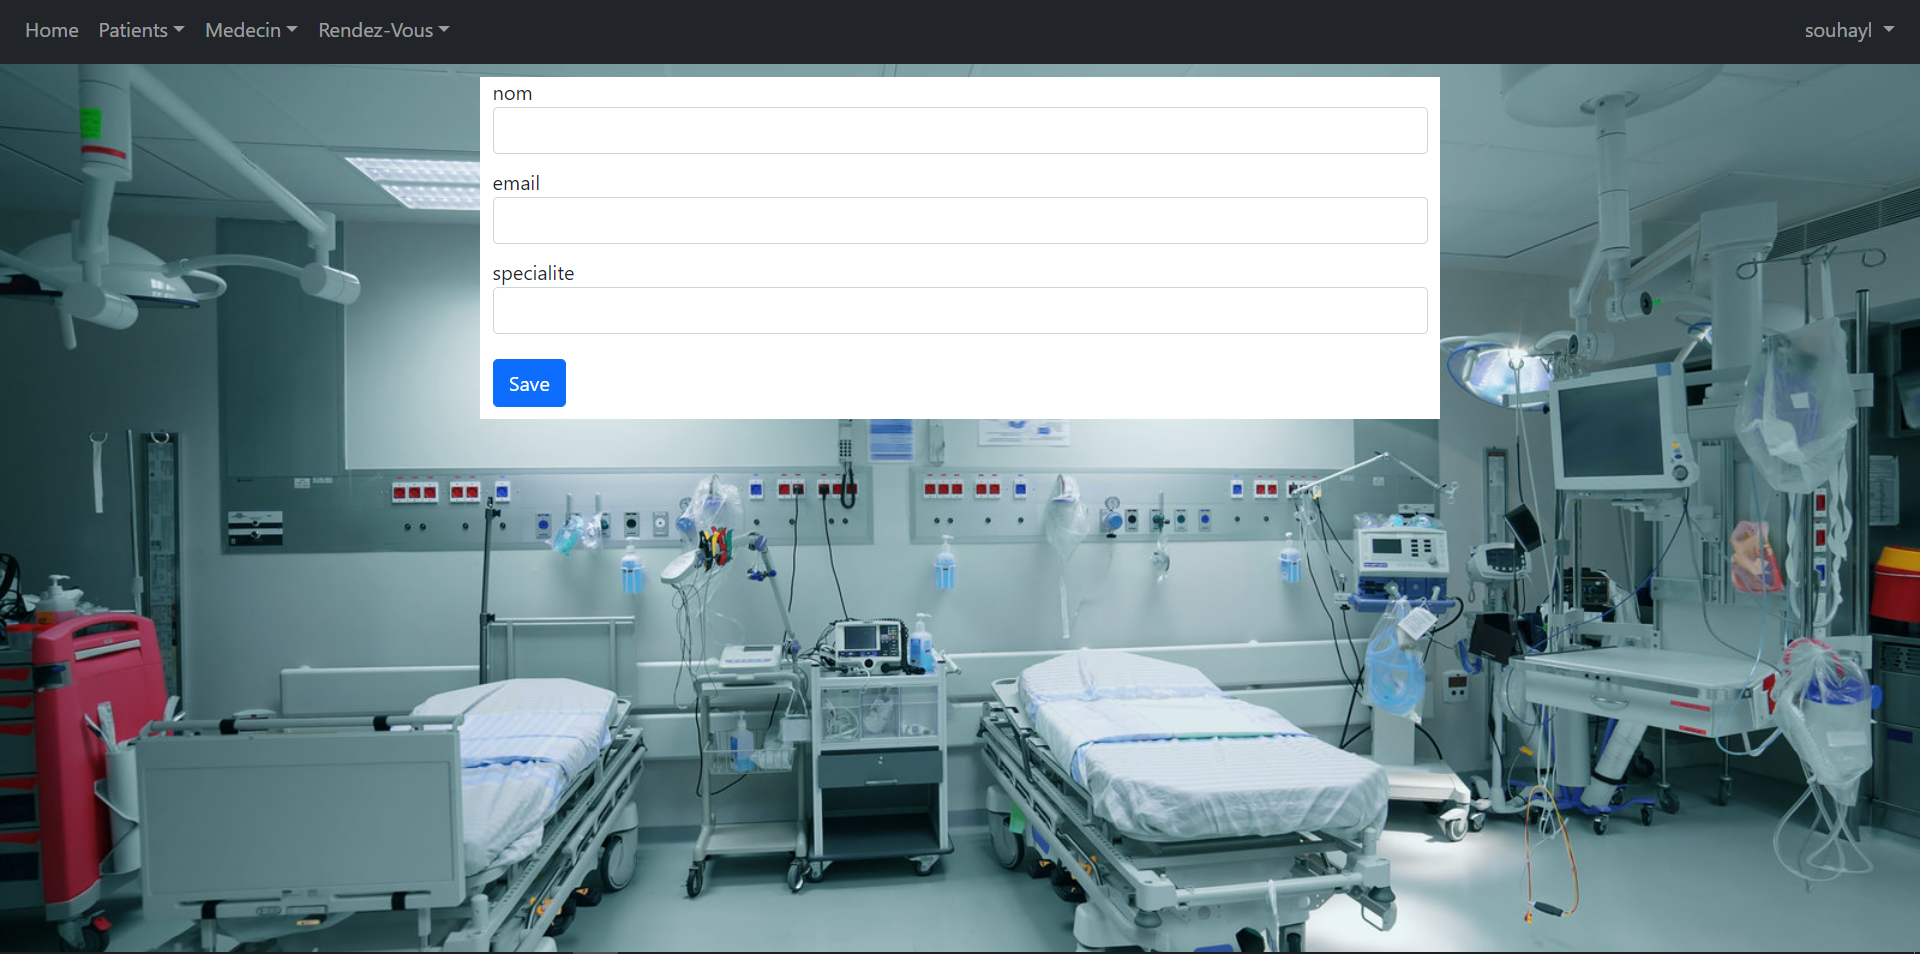 Home Patients Medecin Rendez-Vous souhayl
nom
email
specialite
Save